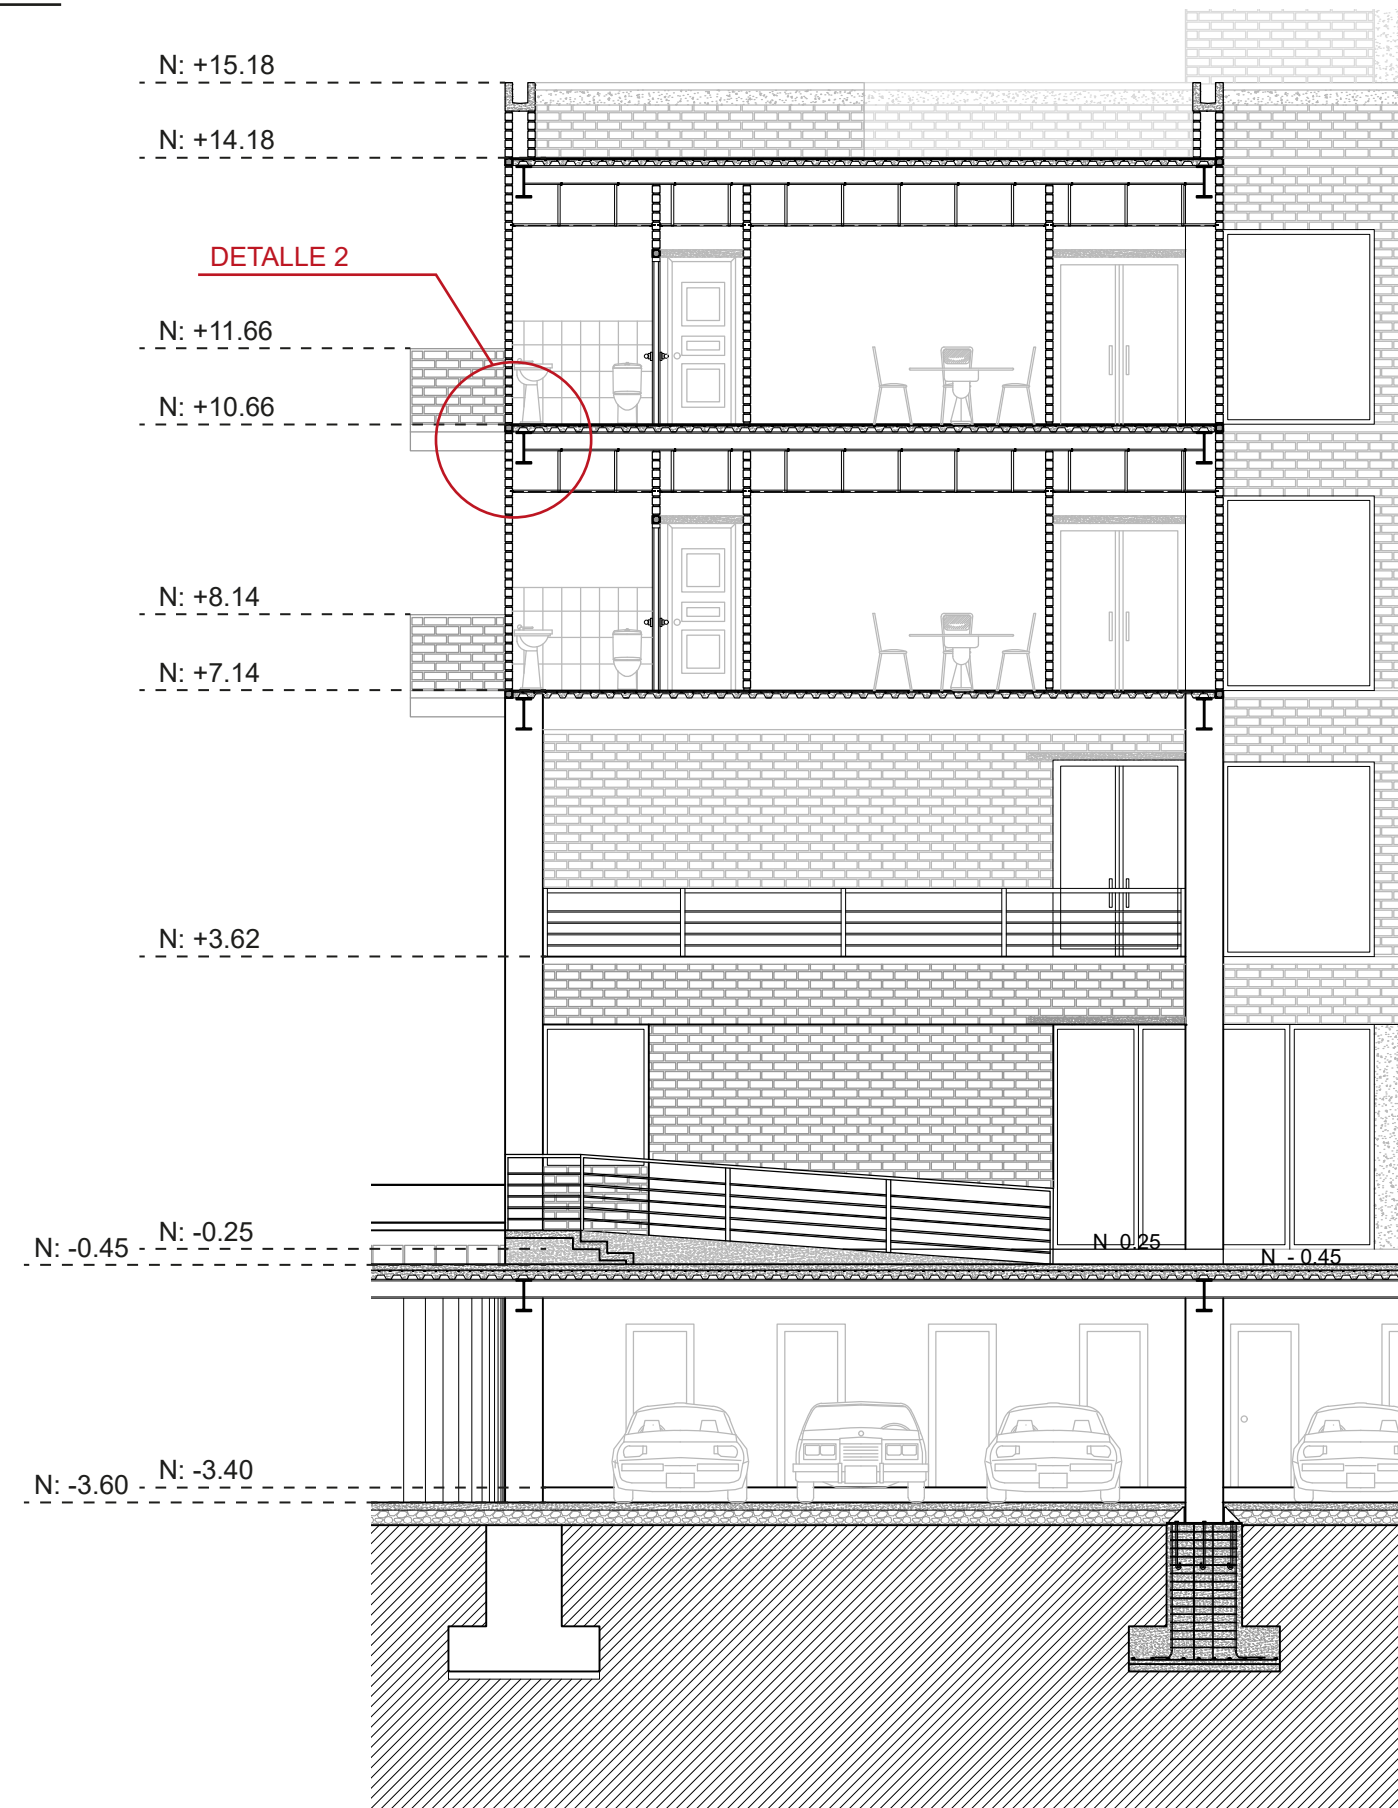 N: +15.18
N: +14.18
DETALLE 2
N: +11.66
N: +10.66
N: +8.14
N: +7.14
N: +3.62
N: -0.25
N: -0.45
N 0.25
N - 0.45
N: -3.40
N: -3.60